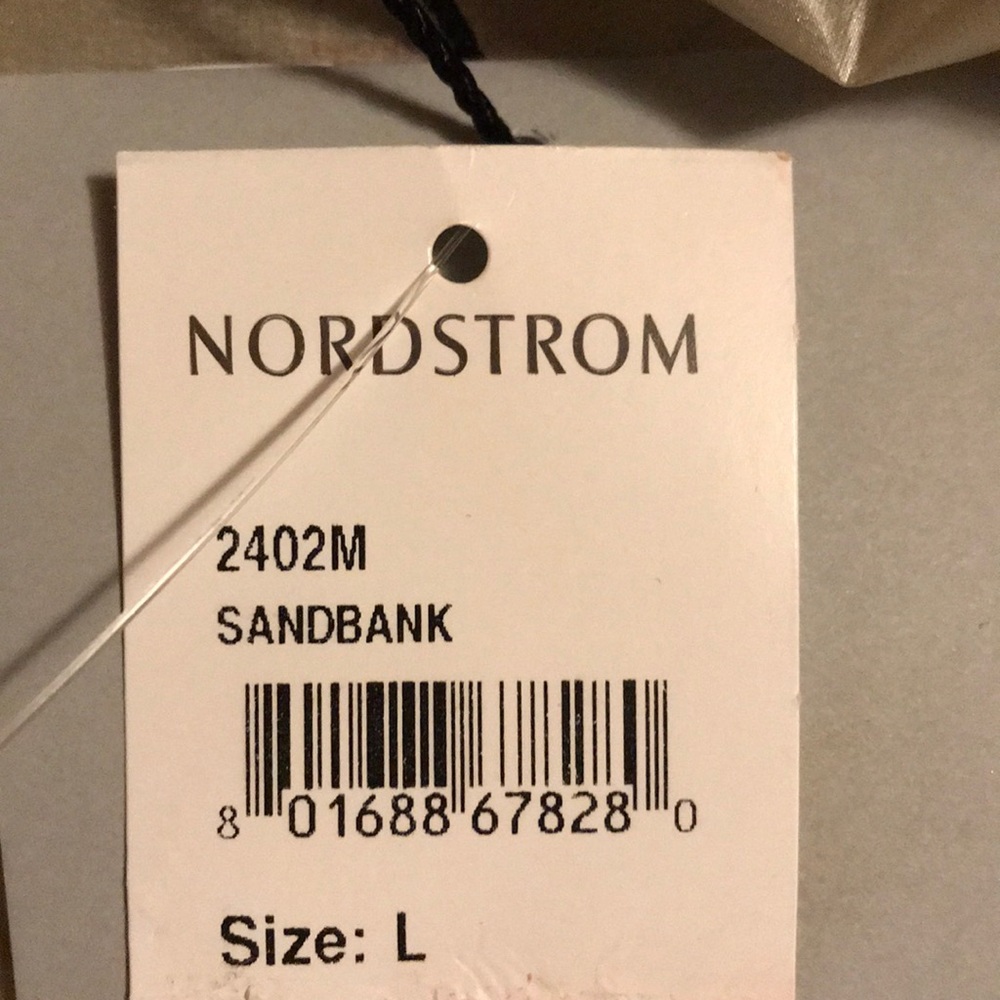 NORDSTROM
2402M
SANDBANK
8 01688 67828 0
Size: L